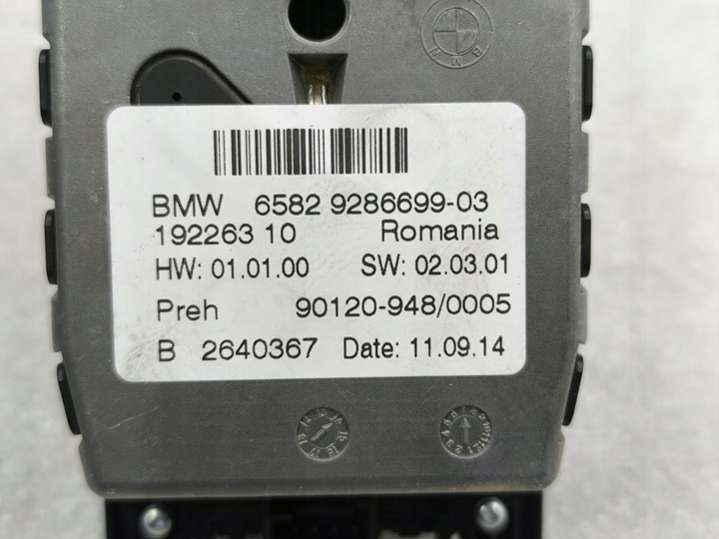 BMW
BMW 6582 9286699-03
192263 10 Romania
HW: 01.01.00 SW: 02.03.01
Preh 90120-948/0005
B 2640367 Date: 11.09.14